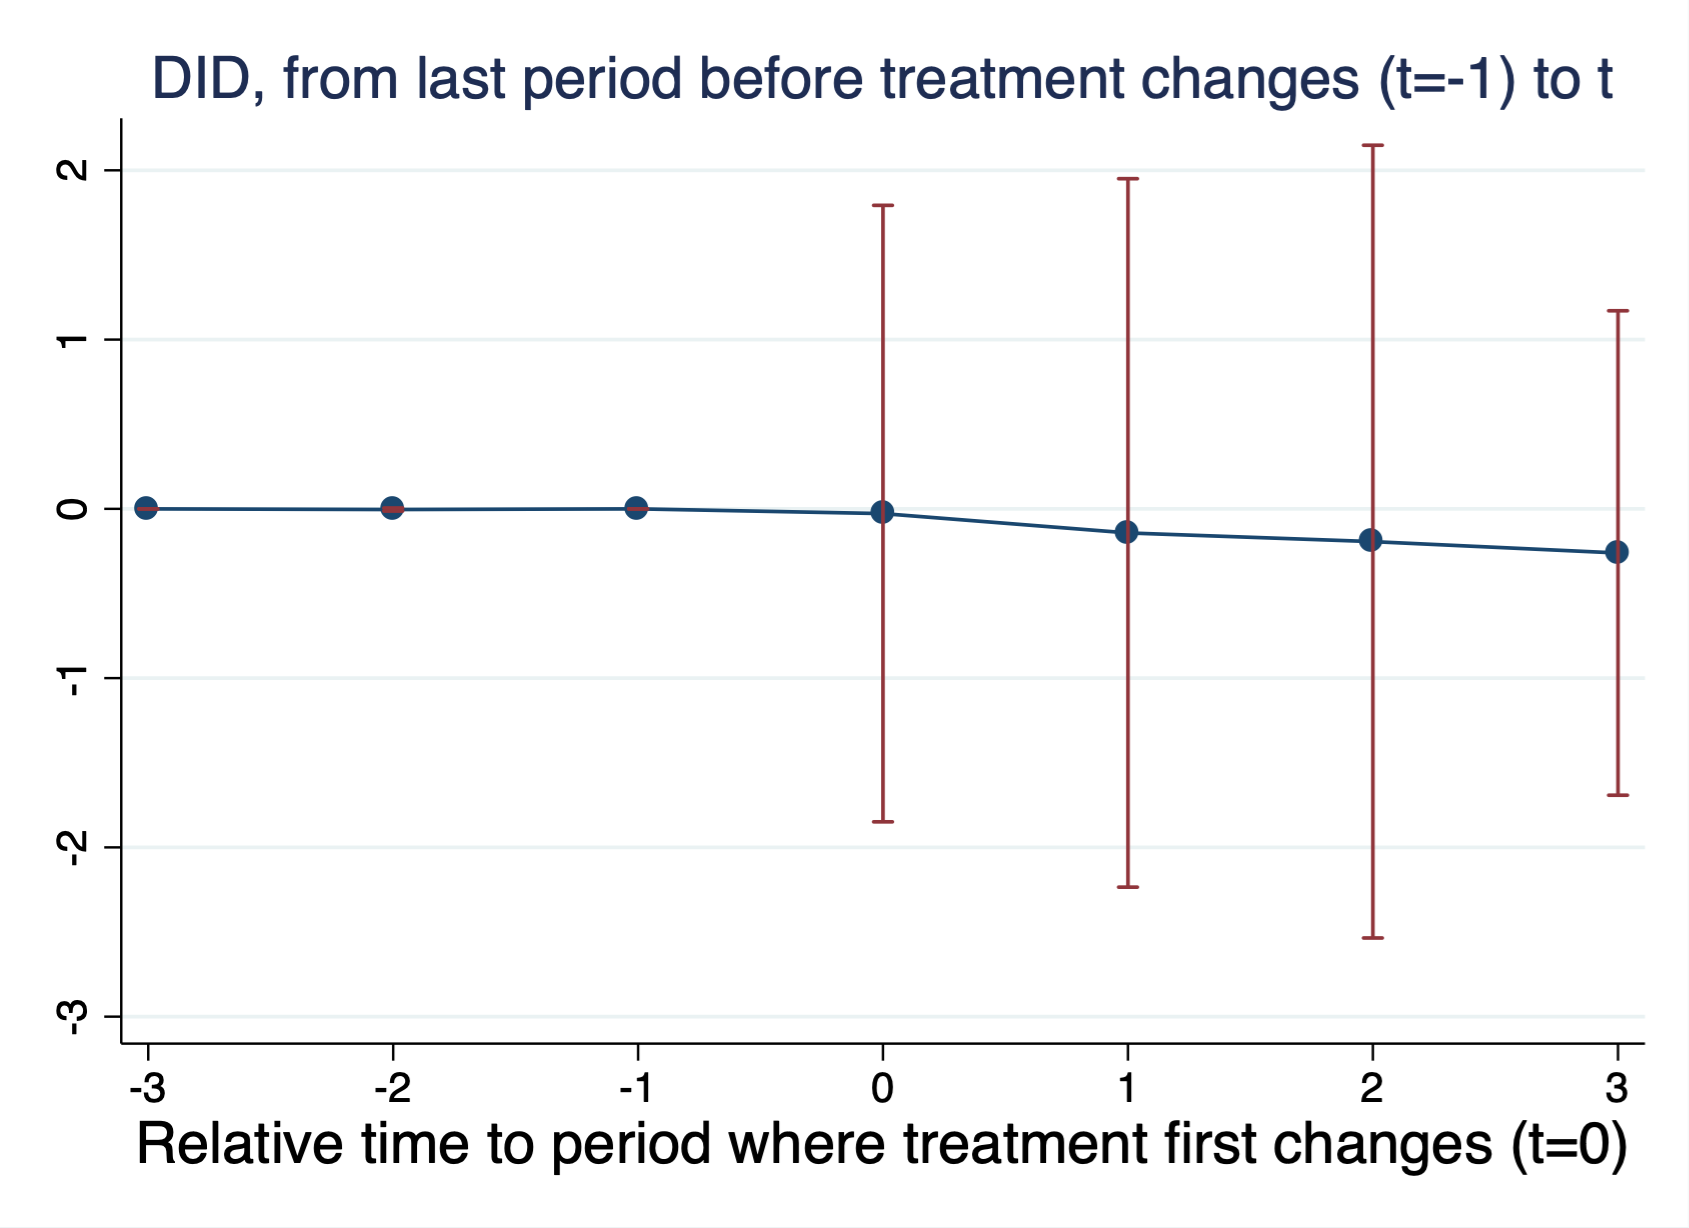 DID, from last period before treatment changes (t=-1) to t
2
1
0
-1
-2
-3
-3 -2 -1 0 1 2 3
Relative time to period where treatment first changes (t=0)